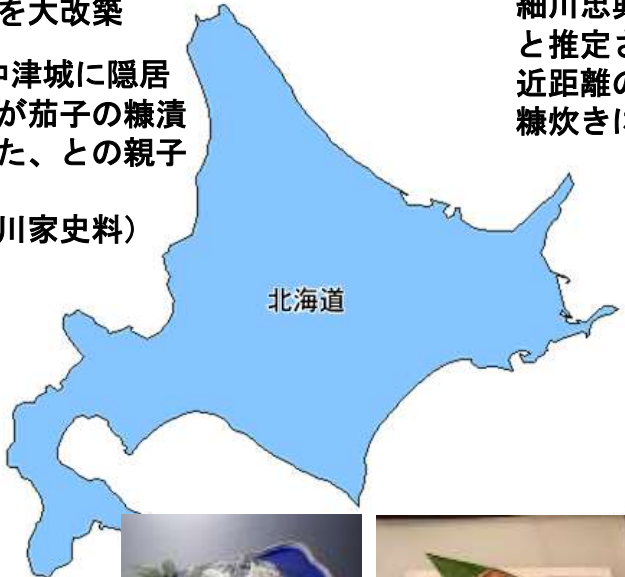 を大改築
中津城に隠居
が茄子の糠漬
た、との親子
川家史料）
細川忠興
と推定さ
近距離の
糠炊きに
北海道